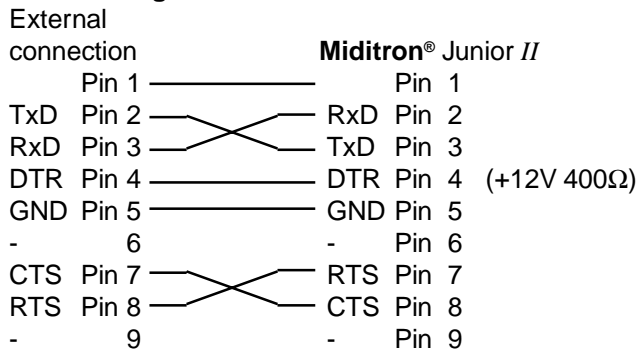 External
connection Miditron® Junior II
Pin 1 Pin 1
TxD Pin 2 RxD Pin 2
RxD Pin 3 TxD Pin 3
DTR Pin 4 DTR Pin 4 (+12V 400Ω)
GND Pin 5 GND Pin 5
- 6 - Pin 6
CTS Pin 7 RTS Pin 7
RTS Pin 8 CTS Pin 8
- 9 - Pin 9